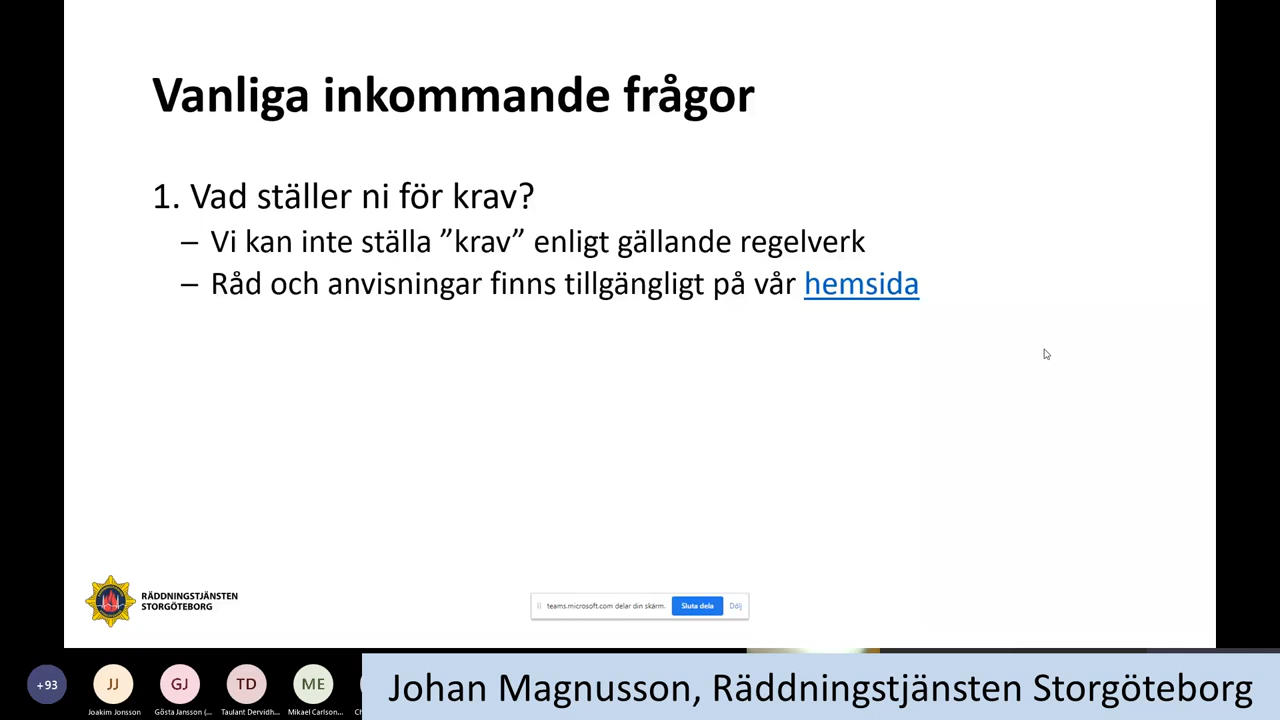 Vanliga inkommande frågor
1. Vad ställer ni för krav?
– Vi kan inte ställa ”krav” enligt gällande regelverk
– Råd och anvisningar finns tillgängligt på vår hemsida
RÄDDNINGSTJÄNSTEN
STORGÖTEBORG
teams.microsoft.com delar din skärm.
Sluta dela
Dölj
+93
JJ
GJ
TD
ME
Joakim Jonsson
Gösta Jansson (...
Taulant Dervidh...
Mikael Carlson...
Johan Magnusson, Räddningstjänsten Storgöteborg